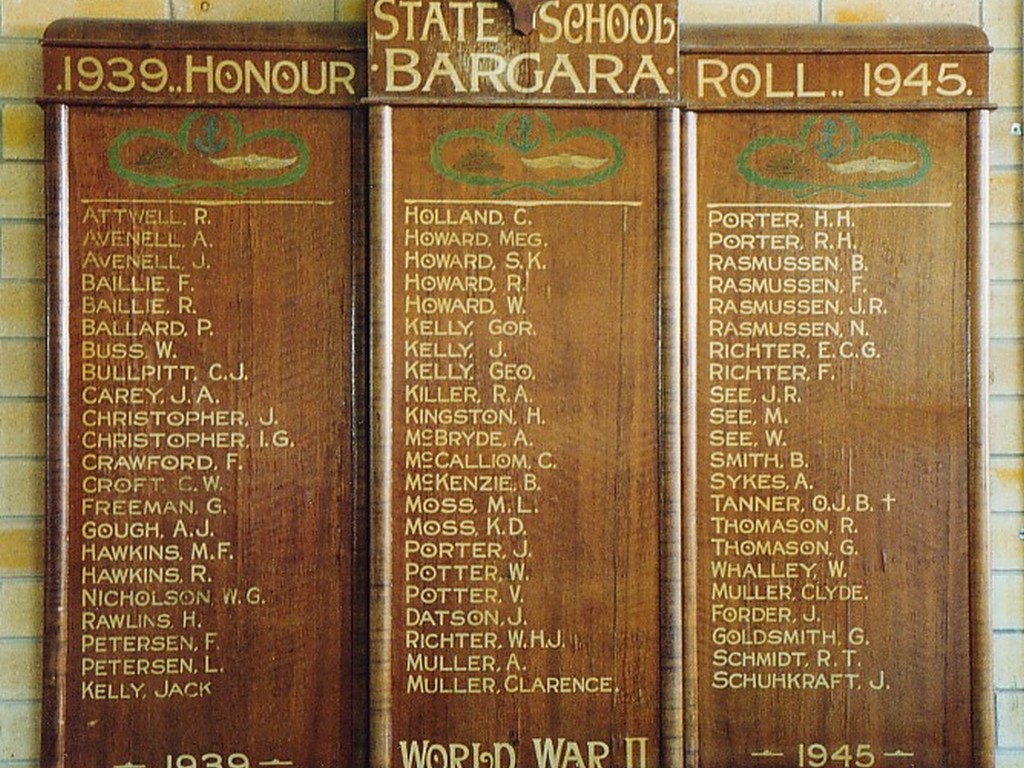 STATE SCHOOL
.1939.. HONOUR · BARGARA · ROLL .. 1945.
ATTWELL, R.
AVENELL, A.
AVENELL, J.
BAILLIE, F.
BAILLIE, R.
BALLARD, P.
BUSS, W.
BULLPITT, C.J.
CAREY, J.A.
CHRISTOPHER, J.
CHRISTOPHER, I.G.
CRAWFORD, F.
CROFT, C.W.
FREEMAN, G.
GOUGH, A.J.
HAWKINS, M.F.
HAWKINS, R.
NICHOLSON, W.G.
RAWLINS, H.
PETERSEN, F.
PETERSEN, L.
KELLY, JACK
HOLLAND, C.
HOWARD, MEG.
HOWARD, S.K.
HOWARD, R.
HOWARD, W.
KELLY, GOR.
KELLY, J.
KELLY, GEO.
KILLER, R.A.
KINGSTON, H.
McBRYDE, A.
McCALLIOM, C.
McKENZIE, B.
MOSS, M.L.
MOSS, K.D.
PORTER, J.
POTTER, W.
POTTER, V.
DATSON, J.
RICHTER, W.H.J.
MULLER, A.
MULLER, CLARENCE.
PORTER, H.H.
PORTER, R.H.
RASMUSSEN, B.
RASMUSSEN, F.
RASMUSSEN, J.R.
RASMUSSEN, N.
RICHTER, E.C.G.
RICHTER, F.
SEE, J.R.
SEE, M.
SEE, W.
SMITH, B.
SYKES, A.
TANNER, O.J.B. †
THOMASON, R.
THOMASON, G.
WHALLEY, W.
MULLER, CLYDE.
FORDER, J.
GOLDSMITH, G.
SCHMIDT, R.T.
SCHUHKRAFT, J.
1939 WORLD WAR II 1945